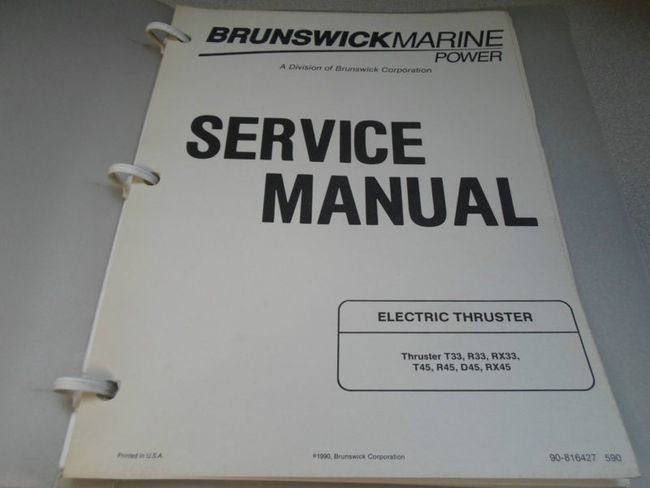 BRUNSWICKMARINE
POWER
A Division of Brunswick Corporation
SERVICE
MANUAL
ELECTRIC THRUSTER
Thruster T33, R33, RX33,
T45, R45, D45, RX45
Printed in U.S.A.
©1990, Brunswick Corporation
90-816427 590